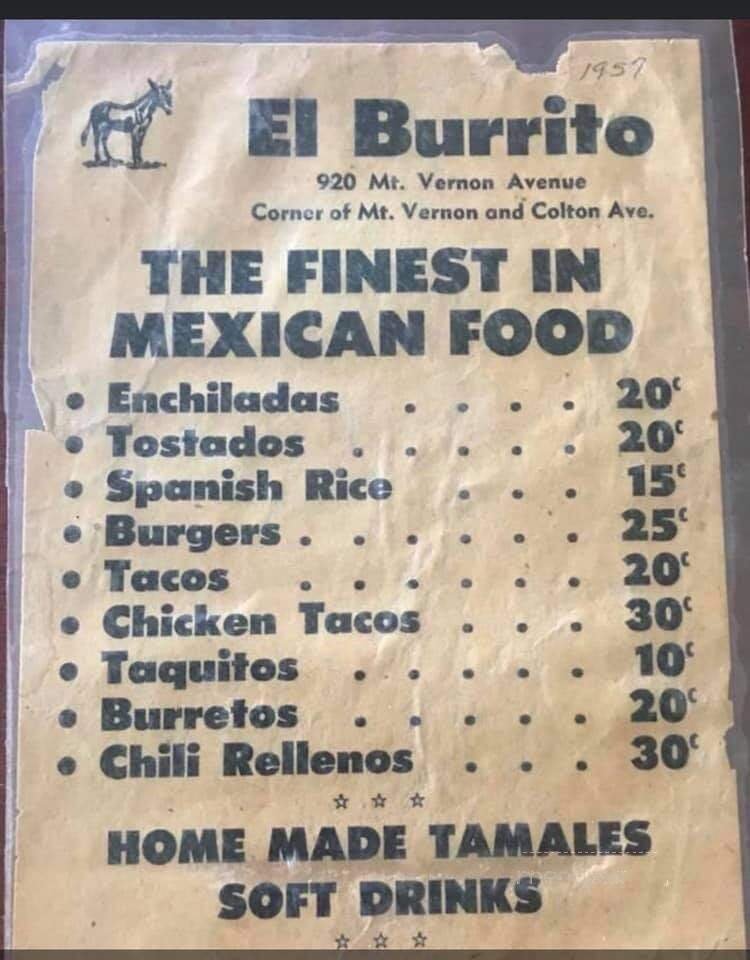 1957
El Burrito
920 Mt. Vernon Avenue
Corner of Mt. Vernon and Colton Ave.
THE FINEST IN
MEXICAN FOOD
• Enchiladas . . . . 20¢
• Tostados . . . . . 20¢
• Spanish Rice . . . 15¢
• Burgers . . . . . . 25¢
• Tacos . . . . . . 20¢
• Chicken Tacos . . . 30¢
• Taquitos . . . . . 10¢
• Burretos . . . . . 20¢
• Chili Rellenos . . . 30¢
☆ ☆ ☆
HOME MADE TAMALES
SOFT DRINKS
☆ ☆ ☆